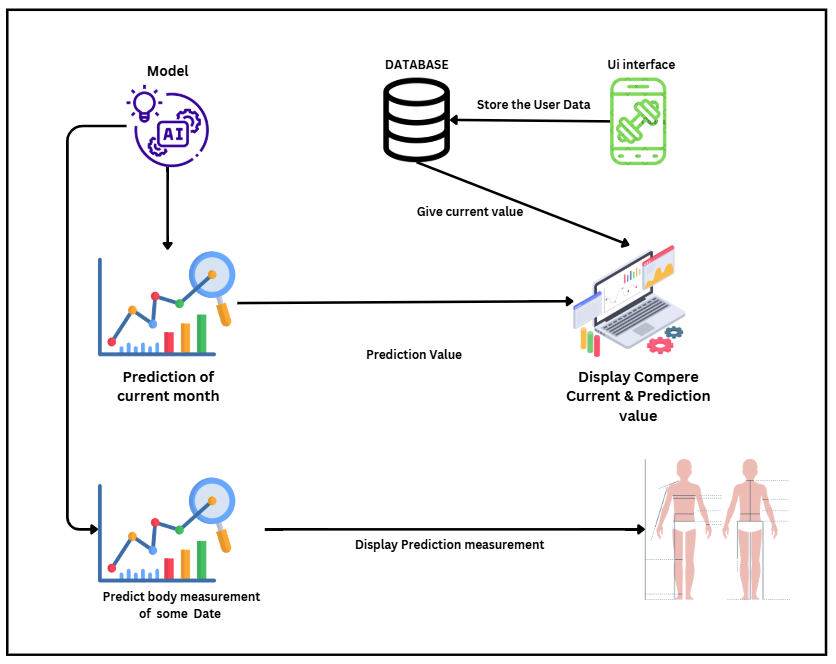 Model
DATABASE
Ui interface
AI
Store the User Data
Give current value
Prediction Value
Prediction of
current month
Display Compere
Current & Prediction
value
Display Prediction measurement
Predict body measurement
of some Date